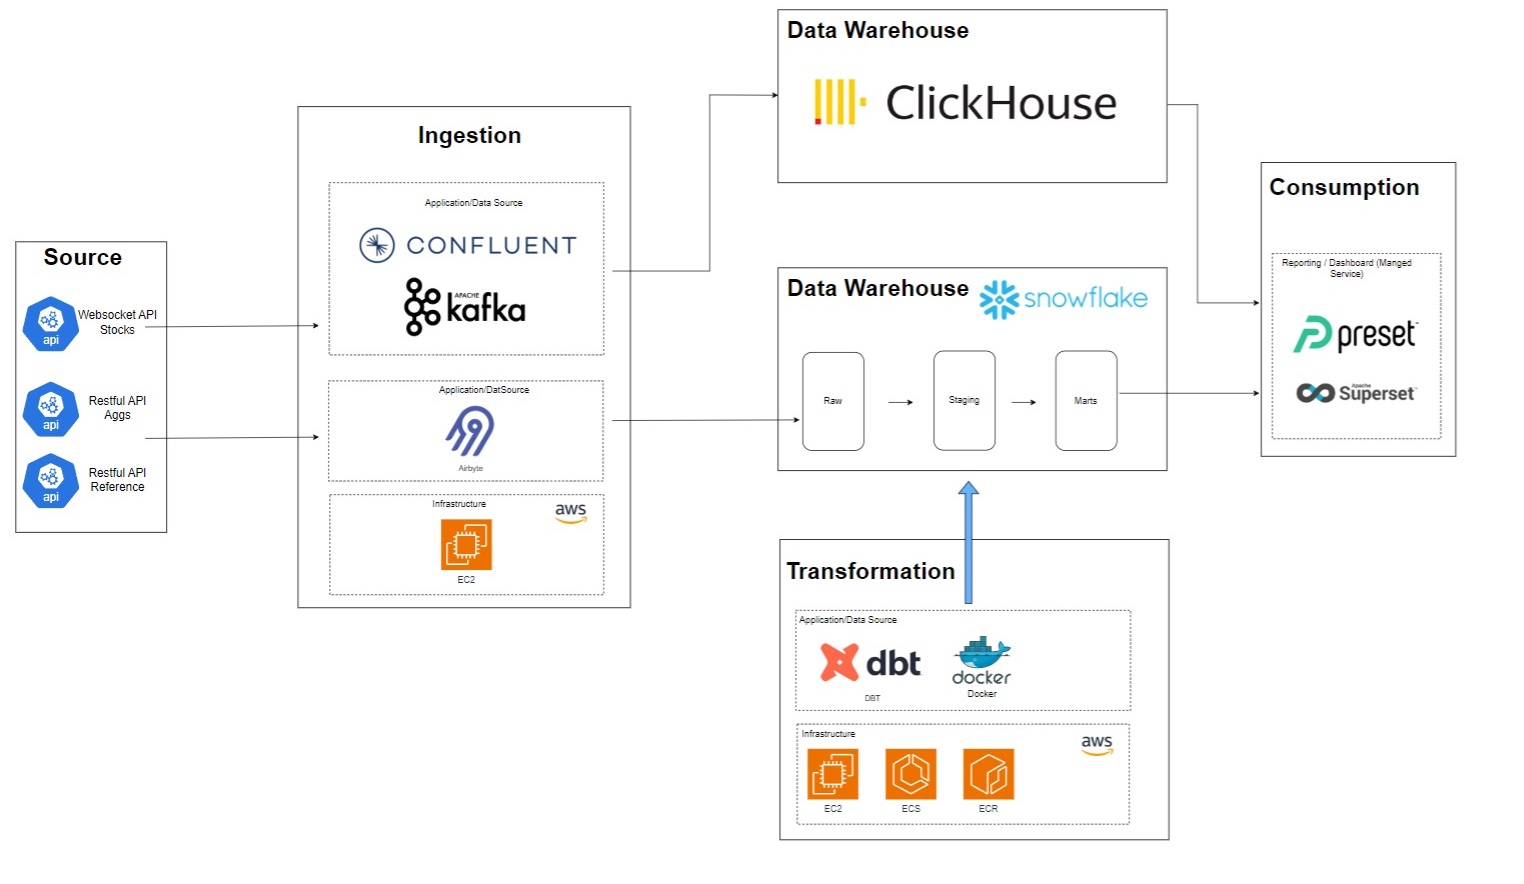 Source
api
Websocket API
Stocks
api
Restful API
Aggs
api
Restful API
Reference
Ingestion
Application/Data Source
CONFLUENT
APACHE
kafka
Application/DatSource
Airbyte
Infrastructure
aws
EC2
Data Warehouse
ClickHouse
Data Warehouse
snowflake
Raw
Staging
Marts
Transformation
Application/Data Source
dbt
DBT
docker
Docker
Infrastructure
aws
EC2
ECS
ECR
Consumption
Reporting / Dashboard (Manged
Service)
preset
Apache
Superset